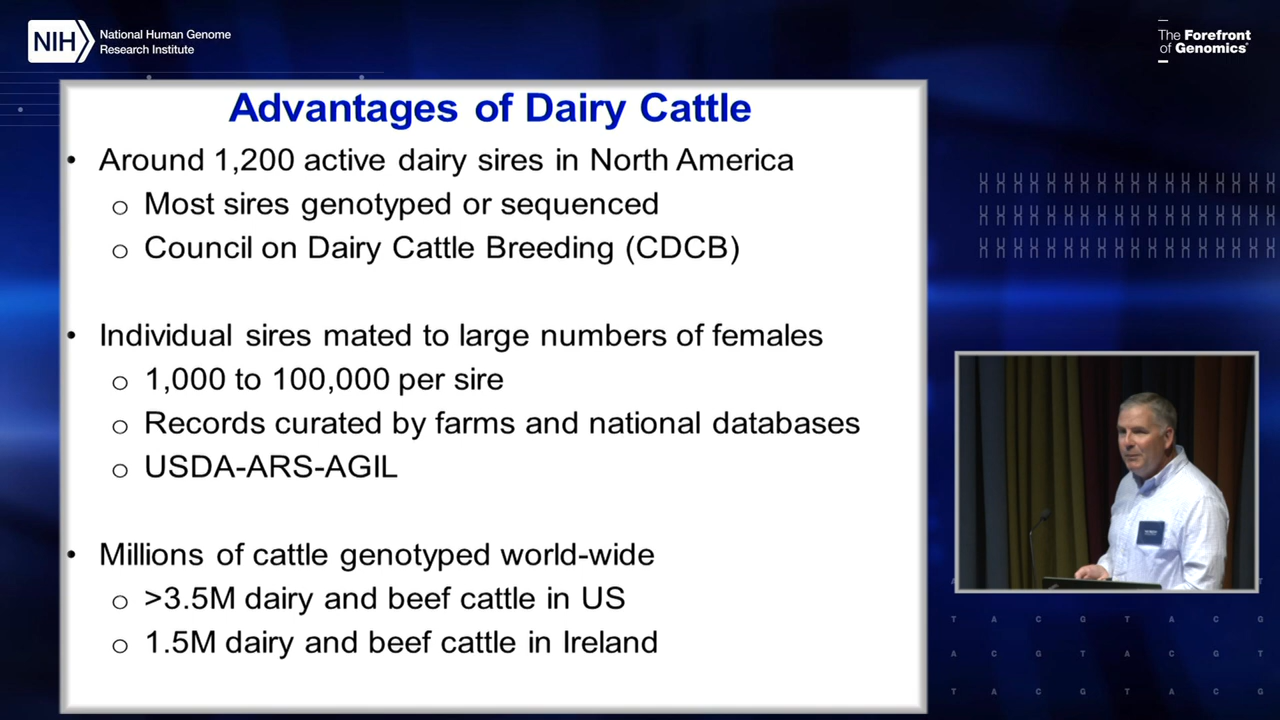 NIH
National Human Genome
Research Institute
The Forefront
of Genomics®
Advantages of Dairy Cattle
• Around 1,200 active dairy sires in North America
o Most sires genotyped or sequenced
o Council on Dairy Cattle Breeding (CDCB)
• Individual sires mated to large numbers of females
o 1,000 to 100,000 per sire
o Records curated by farms and national databases
o USDA-ARS-AGIL
• Millions of cattle genotyped world-wide
o >3.5M dairy and beef cattle in US
o 1.5M dairy and beef cattle in Ireland
T A C G T A C G
A C G T A C G T
T A C G T A C G